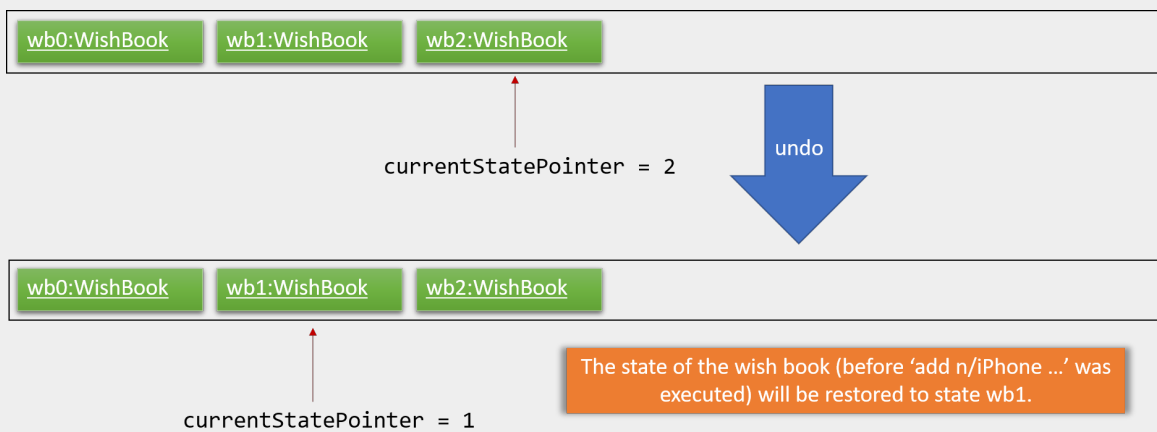 wb0:WishBook wb1:WishBook wb2:WishBook
currentStatePointer = 2
undo
wb0:WishBook wb1:WishBook wb2:WishBook
currentStatePointer = 1
The state of the wish book (before ‘add n/iPhone …’ was
executed) will be restored to state wb1.